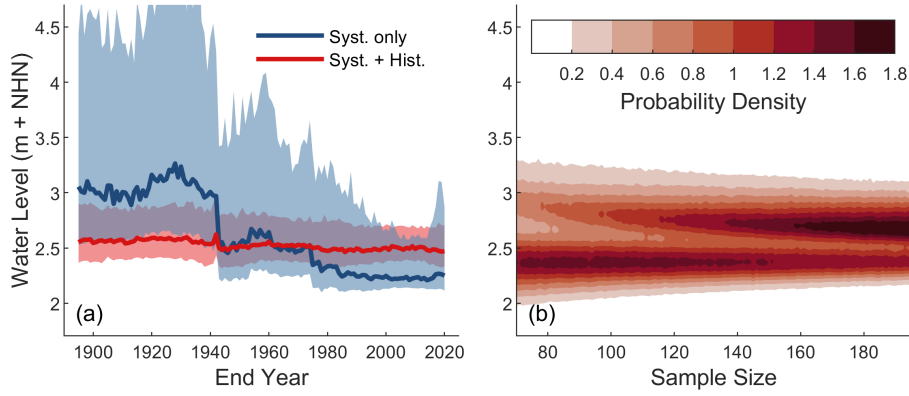 Water Level (m + NHN)
4.5
4
3.5
3
2.5
2
Syst. only
Syst. + Hist.
(a)
1900 1920 1940 1960 1980 2000 2020
End Year
4.5
4
3.5
3
2.5
2
0.2 0.4 0.6 0.8 1 1.2 1.4 1.6 1.8
Probability Density
(b)
80 100 120 140 160 180
Sample Size